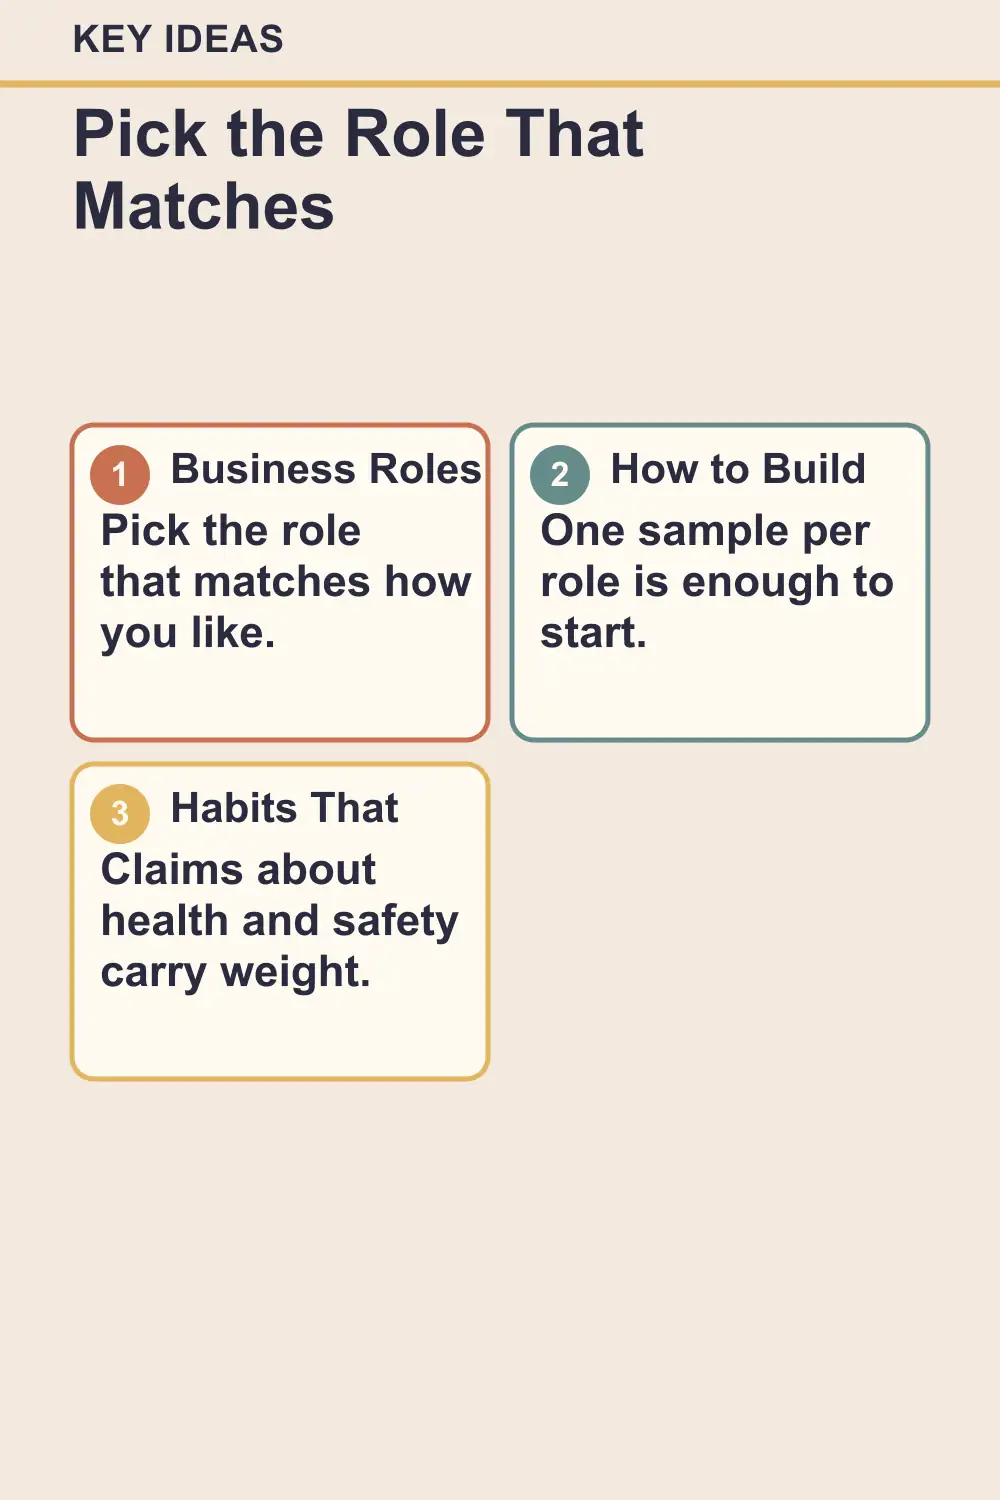 KEY IDEAS
Pick the Role That
Matches
1 Business Roles
Pick the role
that matches how
you like.
2 How to Build
One sample per
role is enough to
start.
3 Habits That
Claims about
health and safety
carry weight.